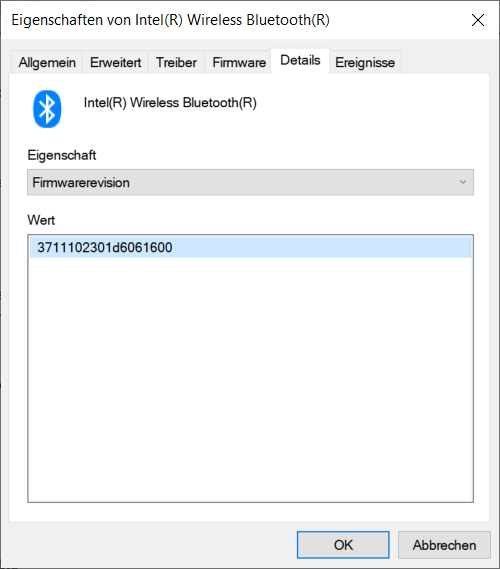 Eigenschaften von Intel(R) Wireless Bluetooth(R)
Allgemein Erweitert Treiber Firmware Details Ereignisse
Intel(R) Wireless Bluetooth(R)
Eigenschaft
Firmwarerevision
Wert
3711102301d6061600
OK Abbrechen